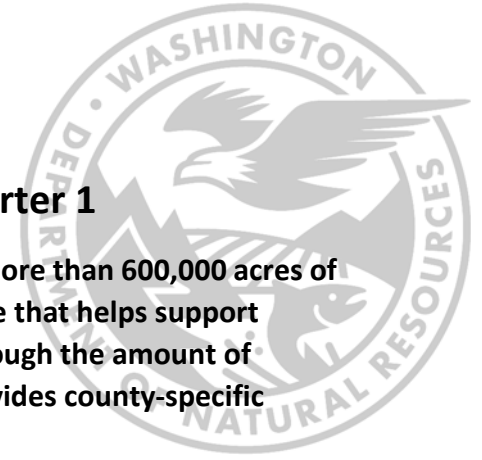 WASHINGTON
DEPARTMENT OF NATURAL RESOURCES
rter 1
ore than 600,000 acres of
e that helps support
ough the amount of
vides county-specific